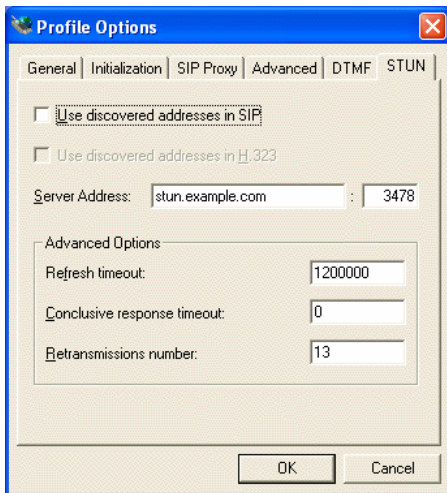 Profile Options
General Initialization SIP Proxy Advanced DTMF STUN
Use discovered addresses in SIP
Use discovered addresses in H.323
Server Address: stun.example.com : 3478
Advanced Options
Refresh timeout: 1200000
Conclusive response timeout: 0
Retransmissions number: 13
OK Cancel